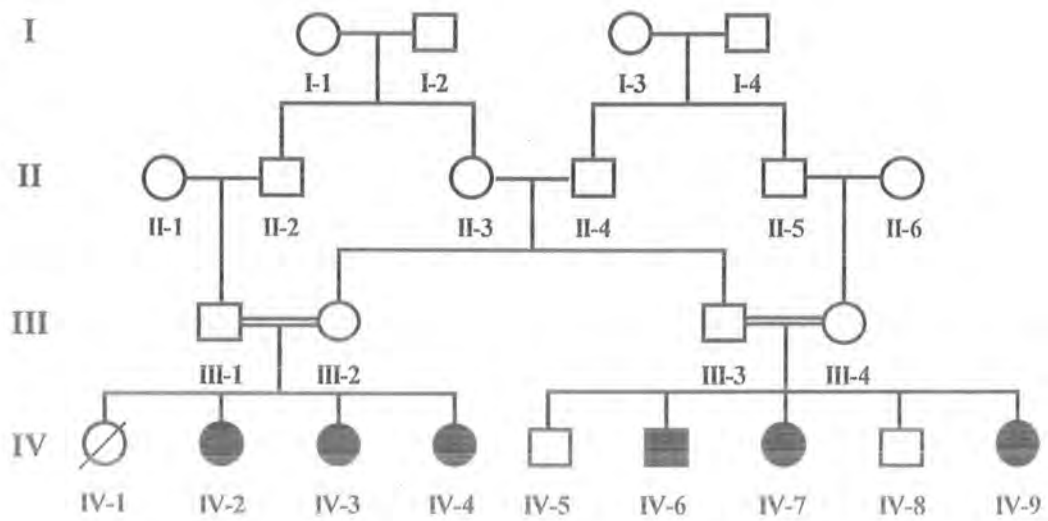 I
I-1 I-2 I-3 I-4
II
II-1 II-2 II-3 II-4 II-5 II-6
III
III-1 III-2 III-3 III-4
IV
IV-1 IV-2 IV-3 IV-4 IV-5 IV-6 IV-7 IV-8 IV-9